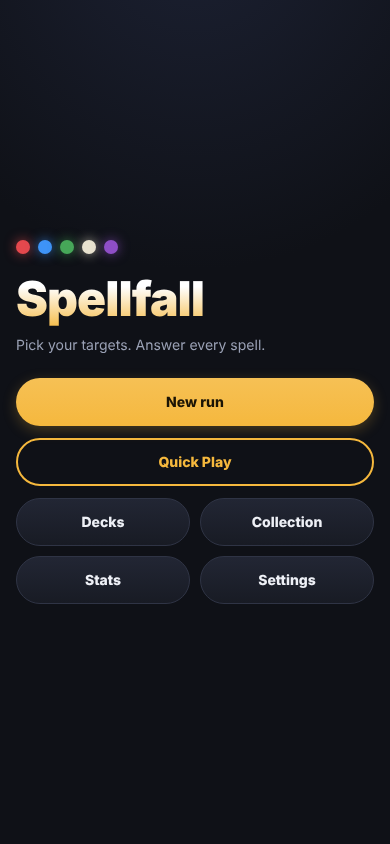 Spellfall
Pick your targets. Answer every spell.
New run
Quick Play
Decks
Collection
Stats
Settings